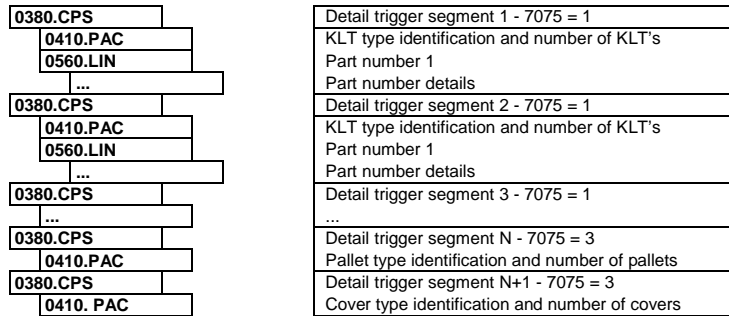 0380.CPS Detail trigger segment 1 - 7075 = 1
0410.PAC KLT type identification and number of KLT's
0560.LIN Part number 1
... Part number details
0380.CPS Detail trigger segment 2 - 7075 = 1
0410.PAC KLT type identification and number of KLT's
0560.LIN Part number 1
... Part number details
0380.CPS Detail trigger segment 3 - 7075 = 1
... ...
0380.CPS Detail trigger segment N - 7075 = 3
0410.PAC Pallet type identification and number of pallets
0380.CPS Detail trigger segment N+1 - 7075 = 3
0410. PAC Cover type identification and number of covers